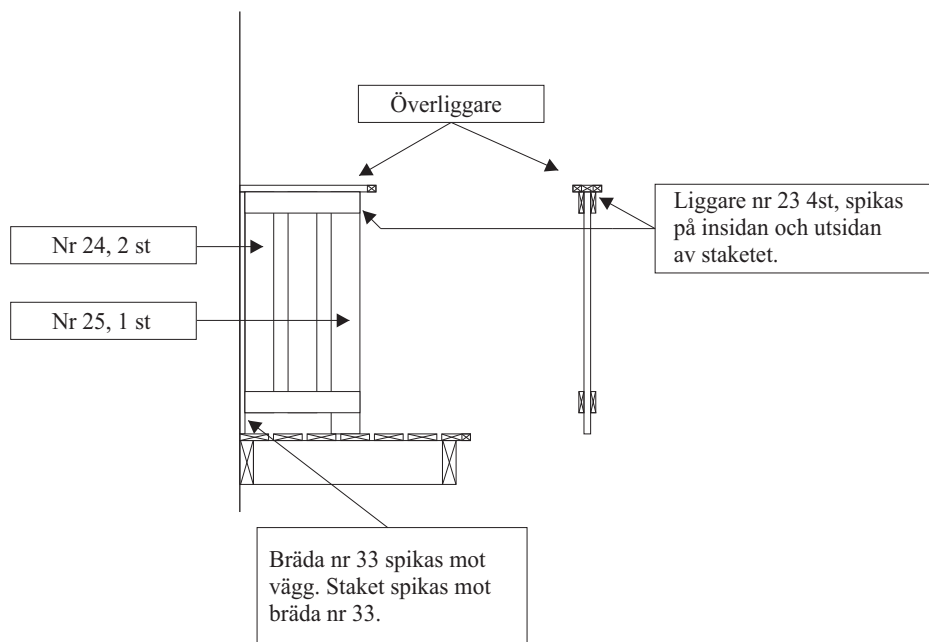 Överliggare
Liggare nr 23 4st, spikas
på insidan och utsidan
av staketet.
Nr 24, 2 st
Nr 25, 1 st
Bräda nr 33 spikas mot
vägg. Staket spikas mot
bräda nr 33.